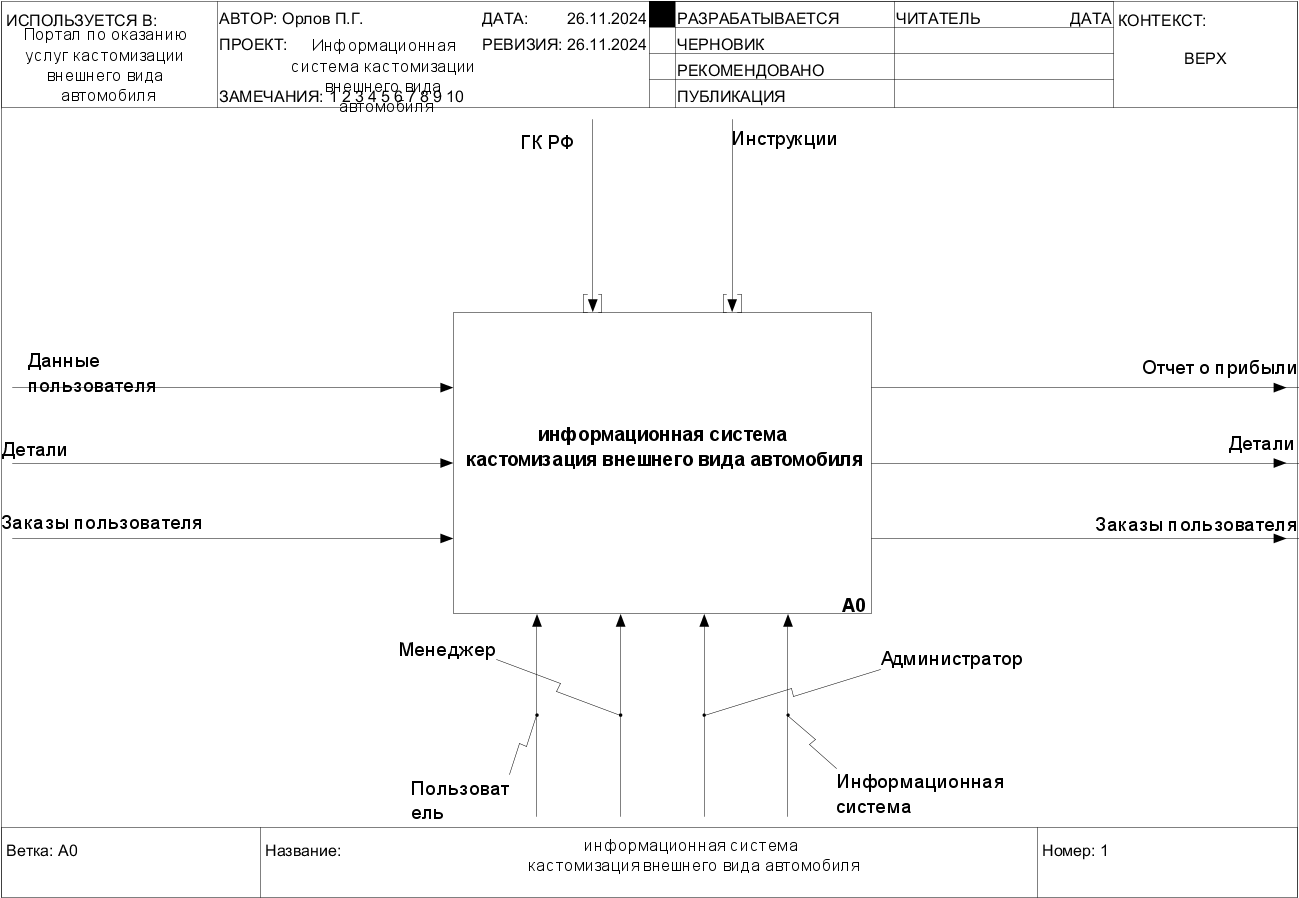 ИСПОЛЬЗУЕТСЯ В:
Портал по оказанию
услуг кастомизации
внешнего вида
автомобиля
АВТОР: Орлов П.Г.
ДАТА: 26.11.2024
ПРОЕКТ: Информационная
система кастомизации
внешнего вида
автомобиля
РЕВИЗИЯ: 26.11.2024
ЗАМЕЧАНИЯ: 1 2 3 4 5 6 7 8 9 10
РАЗРАБАТЫВАЕТСЯ
ЧЕРНОВИК
РЕКОМЕНДОВАНО
ПУБЛИКАЦИЯ
ЧИТАТЕЛЬ ДАТА
КОНТЕКСТ:
ВЕРХ
ГК РФ
Инструкции
Данные
пользователя
Детали
Заказы пользователя
информационная система
кастомизация внешнего вида автомобиля
A0
Отчет о прибыли
Детали
Заказы пользователя
Менеджер
Администратор
Пользоват
ель
Информационная
система
Ветка: A0
Название:
информационная система
кастомизация внешнего вида автомобиля
Номер: 1